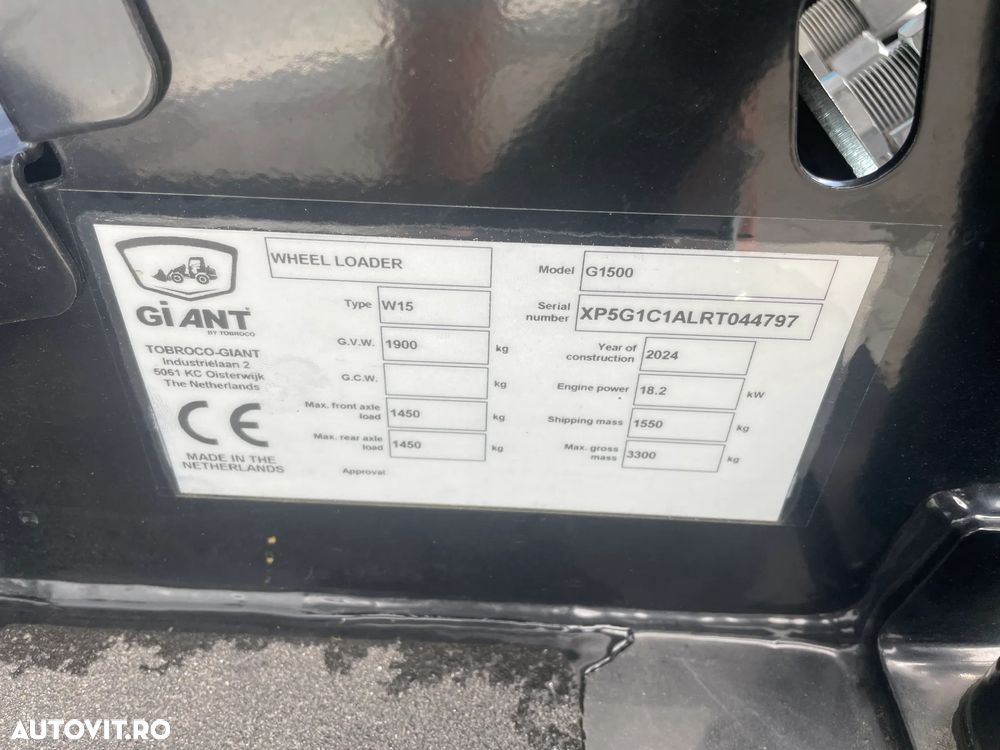 GiANT
BY TOBROCO
TOBROCO-GIANT
Industrielaan 2
5061 KC Oisterwijk
The Netherlands
CE
MADE IN THE
NETHERLANDS
WHEEL LOADER
Type W15
G.V.W. 1900 kg
G.C.W. kg
Max. front axle
load 1450 kg
Max. rear axle
load 1450 kg
Approval
Model G1500
Serial
number XP5G1C1ALRT044797
Year of
construction 2024
Engine power 18.2 kW
Shipping mass 1550 kg
Max. gross
mass 3300 kg
AUTOVIT.RO